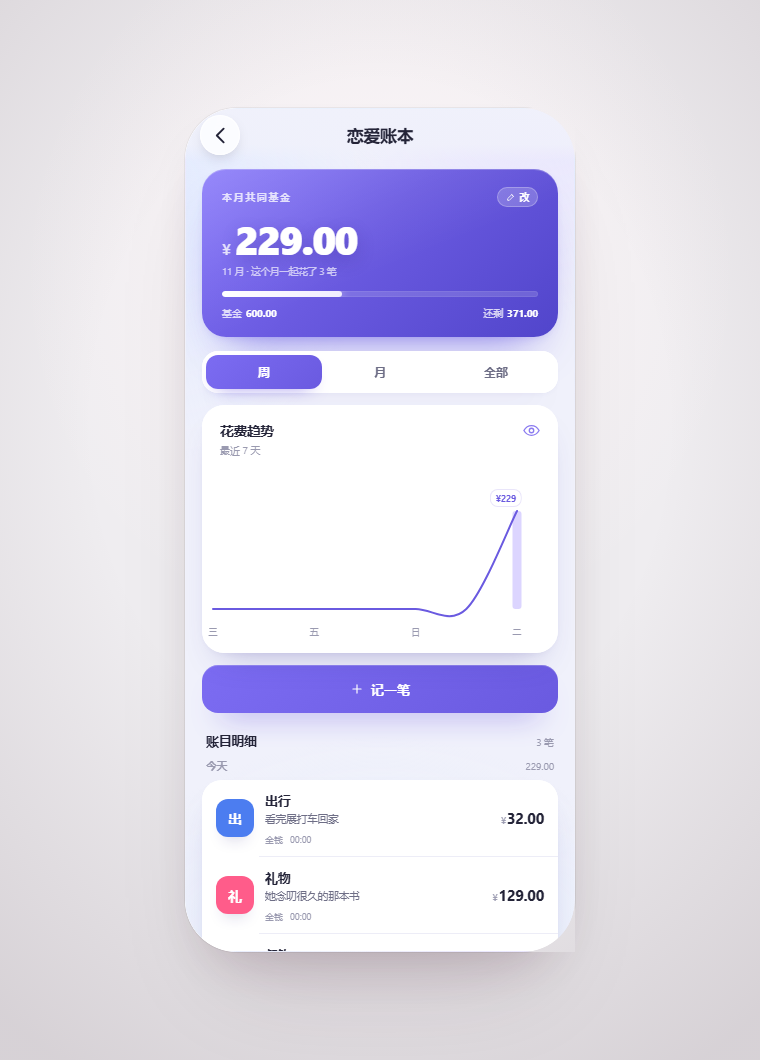 恋爱账本
本月共同基金
改
¥ 229.00
11 月 · 这个月一起花了 3 笔
基金 600.00
还剩 371.00
周
月
全部
花费趋势
最近 7 天
¥229
三
五
日
二
+ 记一笔
账目明细
3 笔
今天
229.00
出
出行
看完展打车回家
¥32.00
00:00
礼
礼物
她念叨很久的那本书
¥129.00
00:00